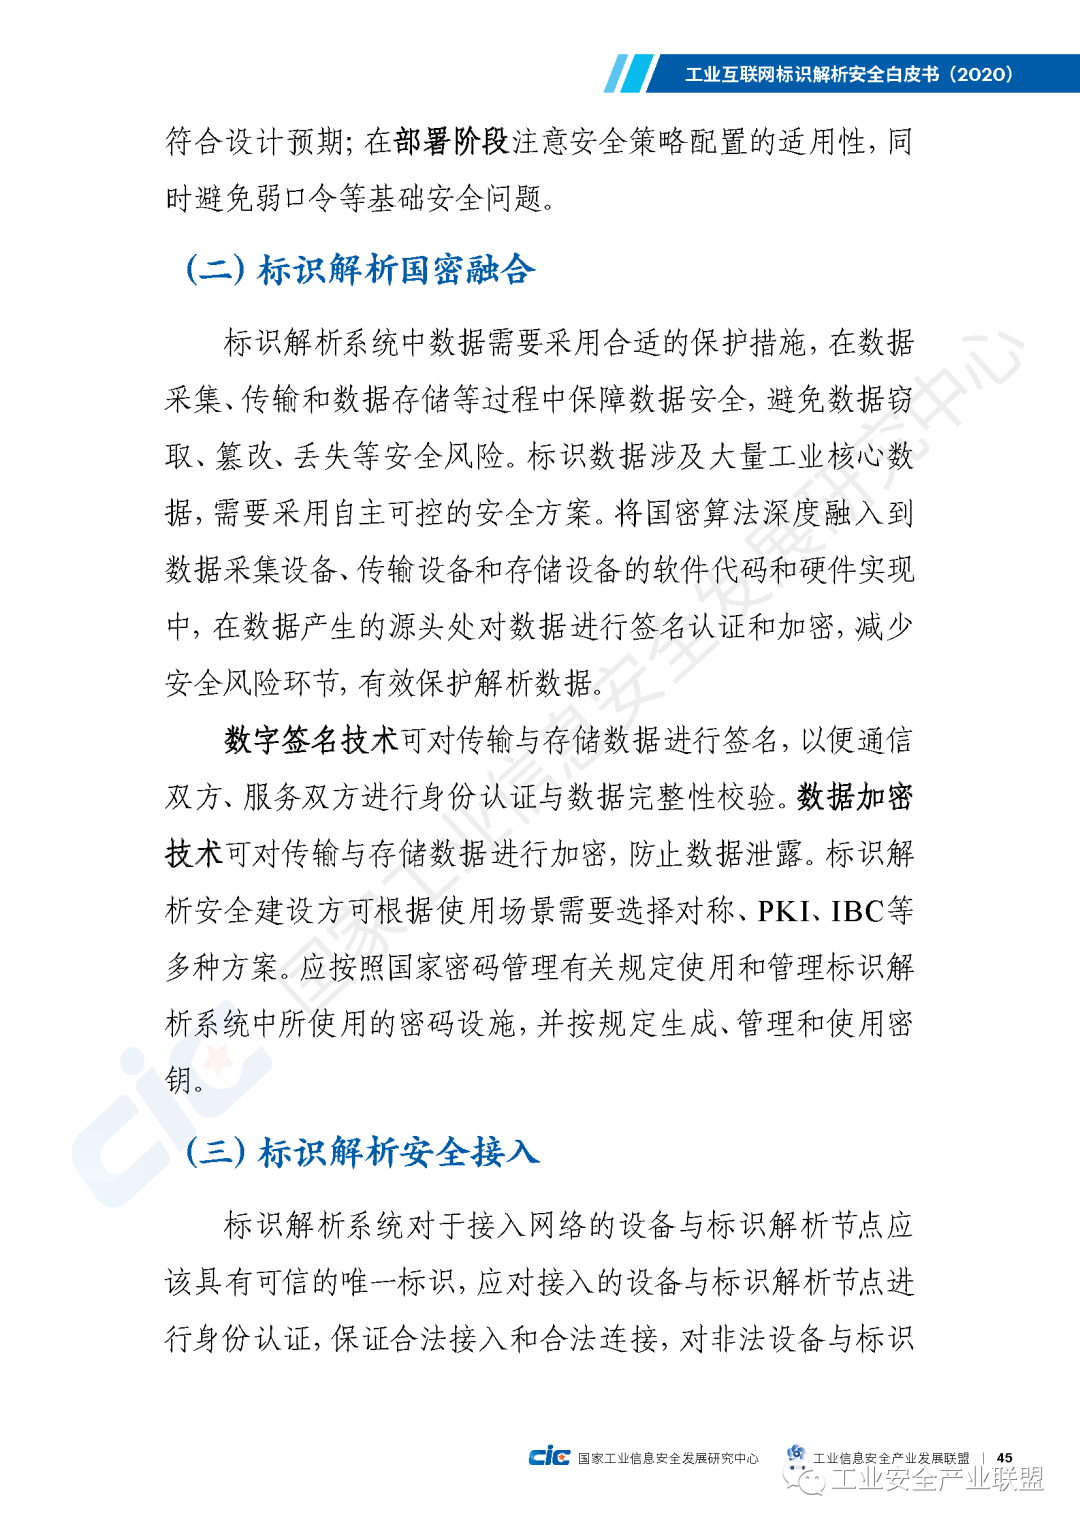 工业互联网标识解析安全白皮书（2020）
符合设计预期；在部署阶段注意安全策略配置的适用性，同
时避免弱口令等基础安全问题。
（二）标识解析国密融合
标识解析系统中数据需要采用合适的保护措施，在数据
采集、传输和数据存储等过程中保障数据安全，避免数据窃
取、篡改、丢失等安全风险。标识数据涉及大量工业核心数
据，需要采用自主可控的安全方案。将国密算法深度融入到
数据采集设备、传输设备和存储设备的软件代码和硬件实现
中，在数据产生的源头处对数据进行签名认证和加密，减少
安全风险环节，有效保护解析数据。
数字签名技术可对传输与存储数据进行签名，以便通信
双方、服务双方进行身份认证与数据完整性校验。数据加密
技术可对传输与存储数据进行加密，防止数据泄露。标识解
析安全建设方可根据使用场景需要选择对称、PKI、IBC等
多种方案。应按照国家密码管理有关规定使用和管理标识解
析系统中所使用的密码设施，并按规定生成、管理和使用密
钥。
（三）标识解析安全接入
标识解析系统对于接入网络的设备与标识解析节点应
该具有可信的唯一标识，应对接入的设备与标识解析节点进
行身份认证，保证合法接入和合法连接，对非法设备与标识
国家工业信息安全发展研究中心
cic
cic 国家工业信息安全发展研究中心 工业信息安全产业发展联盟 | 45
工业安全产业联盟